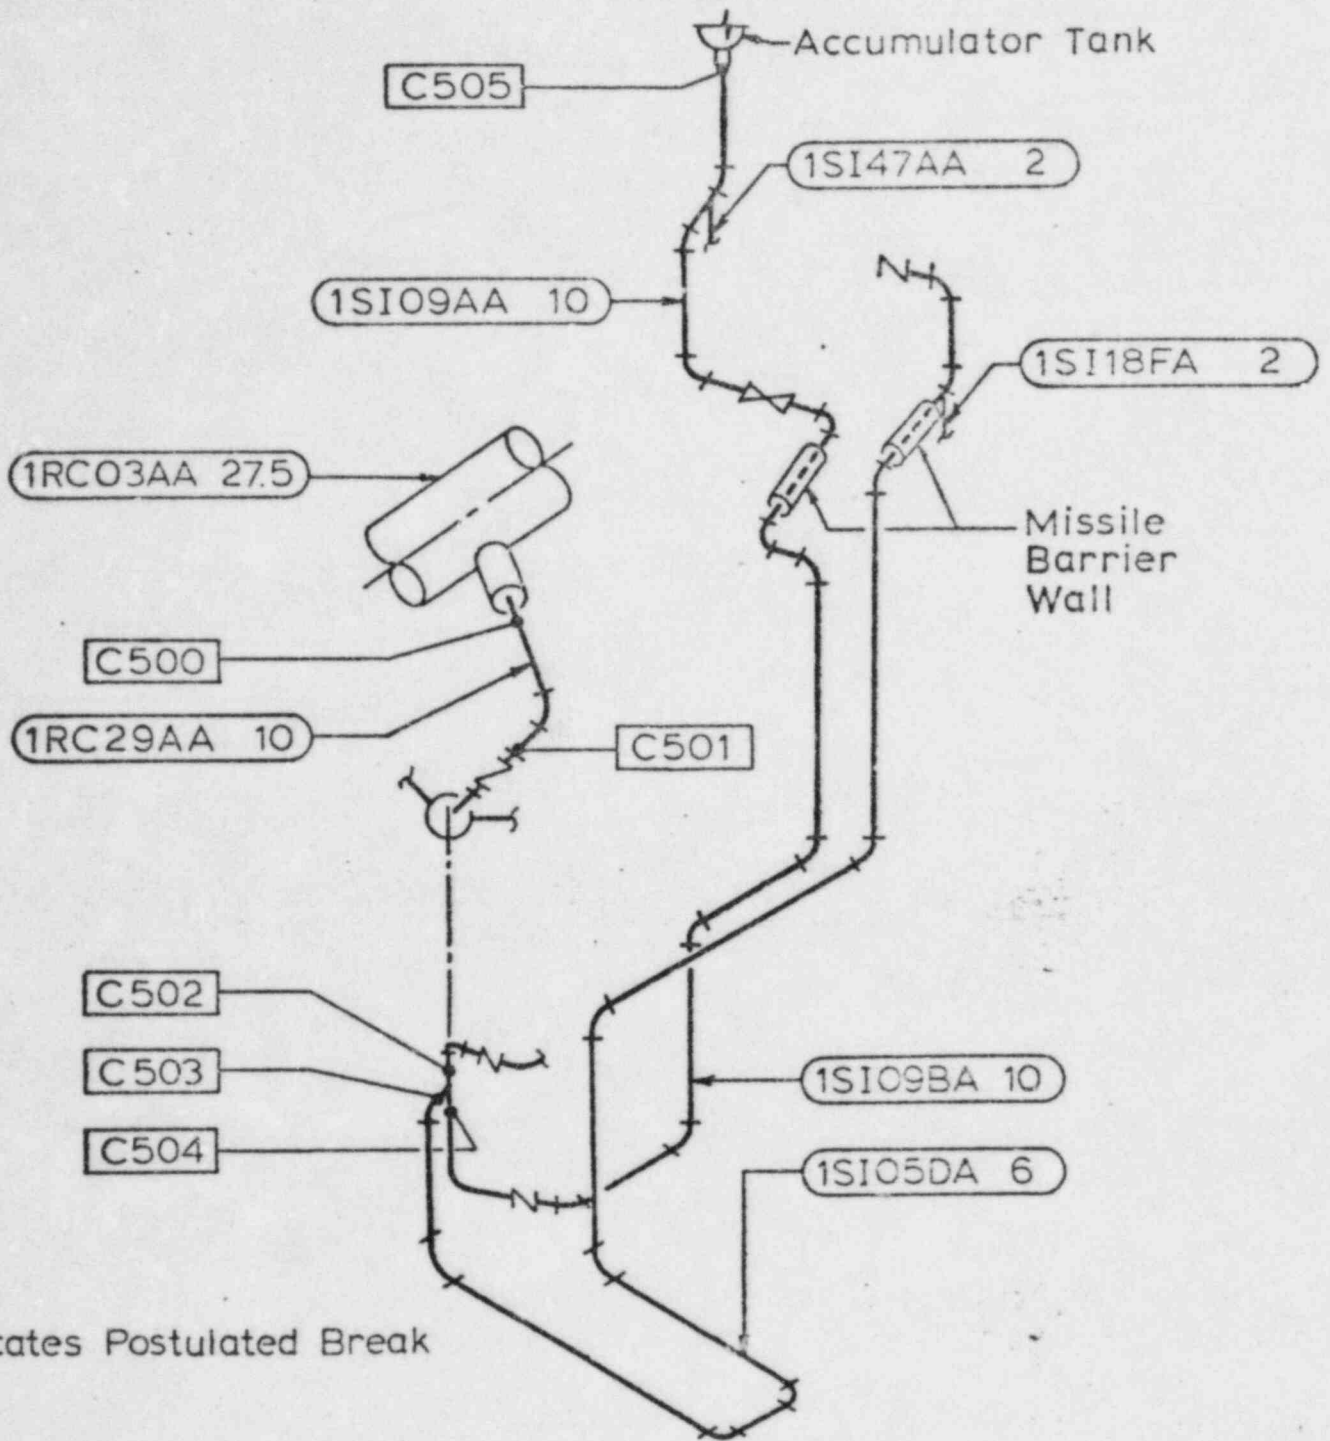 Accumulator Tank
C505
1SI47AA 2
1SI09AA 10
1SI18FA 2
1RC03AA 27.5
Missile
Barrier
Wall
C500
1RC29AA 10
C501
C502
C503
1SI09BA 10
C504
1SI05DA 6
cates Postulated Break